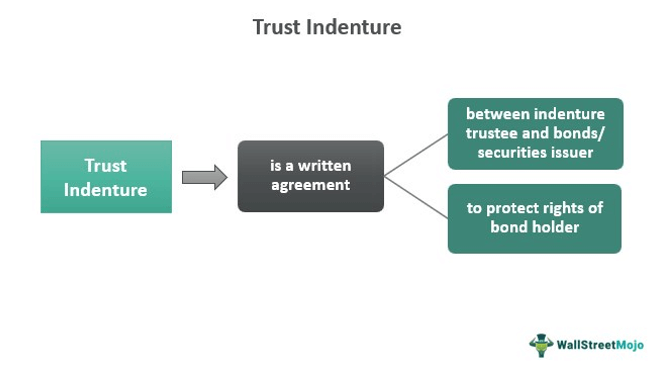 Trust Indenture
Trust
Indenture
is a written
agreement
between indenture
trustee and bonds/
securities issuer
to protect rights of
bond holder
WallStreetMojo